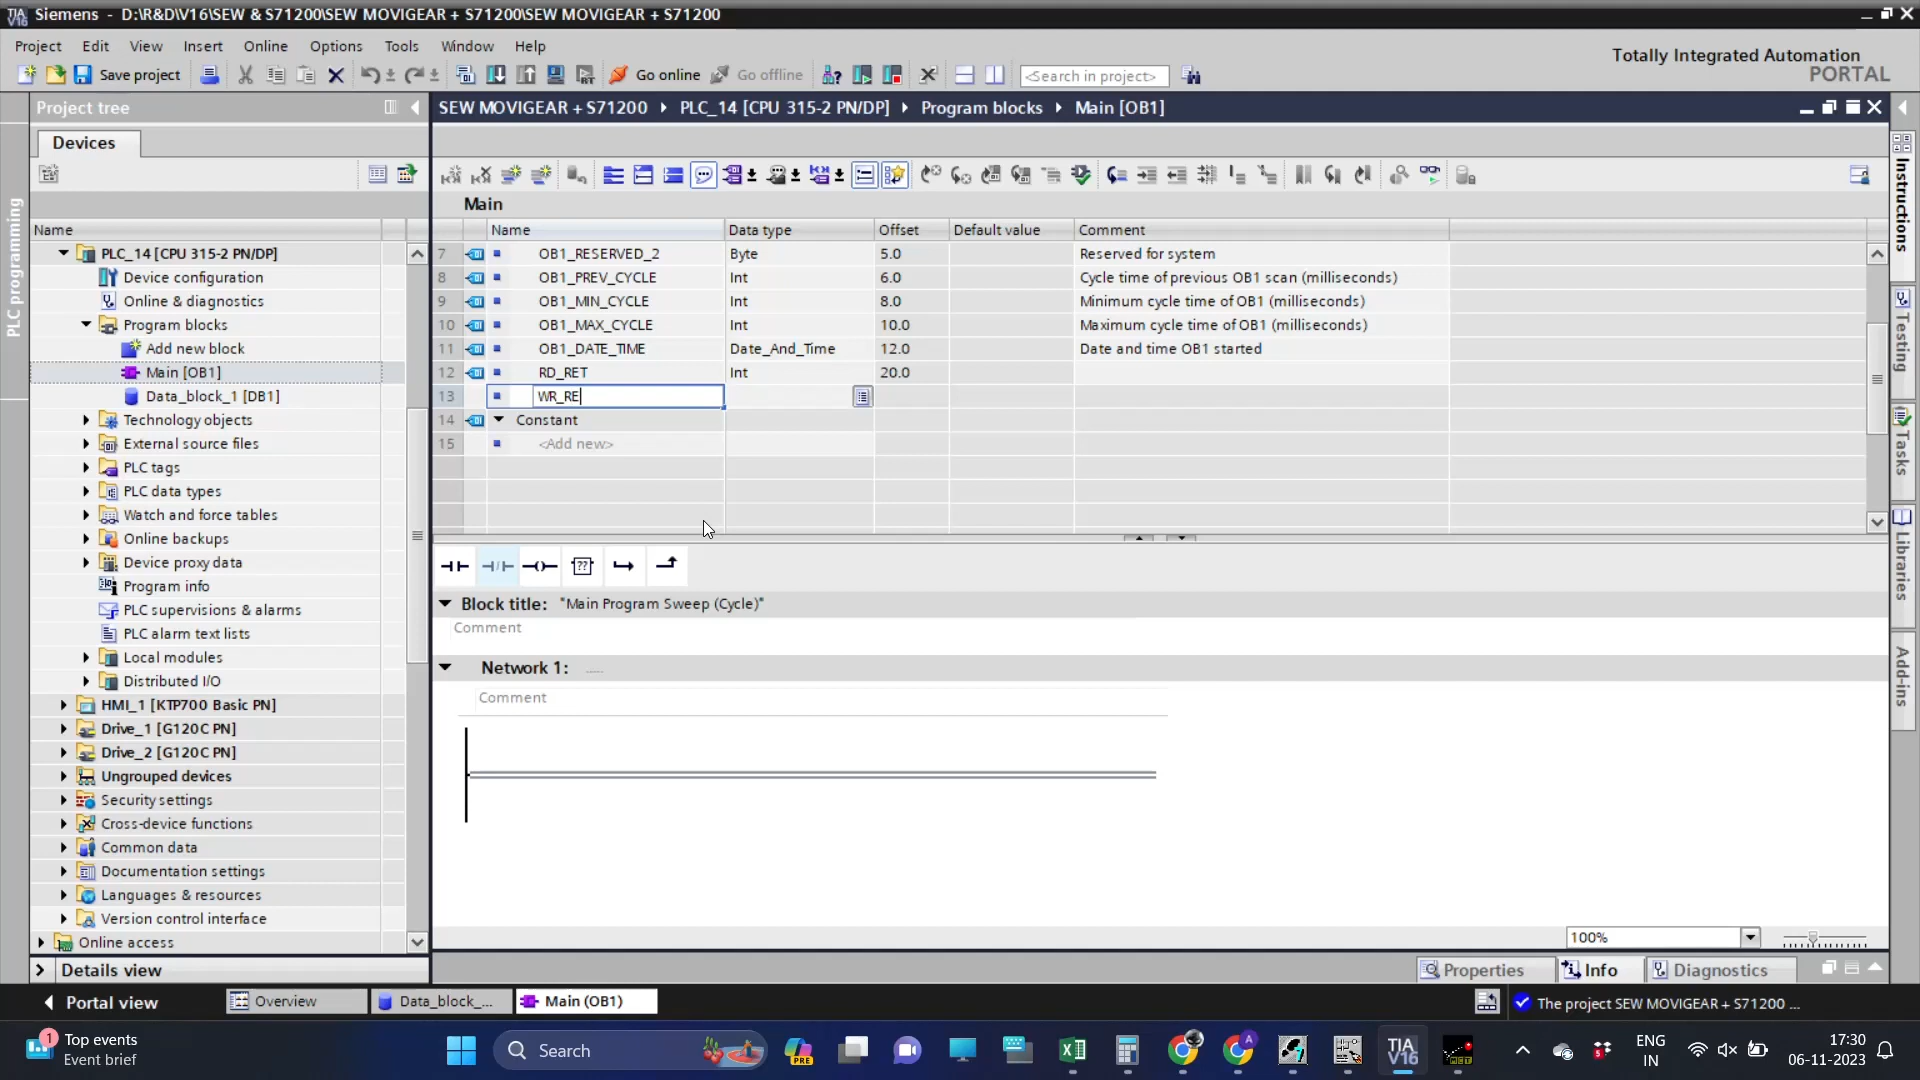 Siemens - D:\R&D\V16\SEW & S71200\SEW MOVIGEAR + S71200\SEW MOVIGEAR + S71200
Project Edit View Insert Online Options Tools Window Help
Totally Integrated Automation
PORTAL
Save project
Go online
Go offline
<Search in project>
Project tree
SEW MOVIGEAR + S71200 PLC_14 [CPU 315-2 PN/DP] Program blocks Main [OB1]
Devices
Main
Name
Name Data type Offset Default value Comment
PLC_14 [CPU 315-2 PN/DP]
Device configuration
Online & diagnostics
Program blocks
Add new block
Main [OB1]
Data_block_1 [DB1]
Technology objects
External source files
PLC tags
PLC data types
Watch and force tables
Online backups
Device proxy data
Program info
PLC supervisions & alarms
PLC alarm text lists
Local modules
Distributed I/O
HMI_1 [KTP700 Basic PN]
Drive_1 [G120C PN]
Drive_2 [G120C PN]
Ungrouped devices
Security settings
Cross-device functions
Common data
Documentation settings
Languages & resources
Version control interface
Online access
Details view
7 OB1_RESERVED_2 Byte 5.0 Reserved for system
8 OB1_PREV_CYCLE Int 6.0 Cycle time of previous OB1 scan (milliseconds)
9 OB1_MIN_CYCLE Int 8.0 Minimum cycle time of OB1 (milliseconds)
10 OB1_MAX_CYCLE Int 10.0 Maximum cycle time of OB1 (milliseconds)
11 OB1_DATE_TIME Date_And_Time 12.0 Date and time OB1 started
12 RD_RET Int 20.0
13 WR_RE
14 Constant
15 <Add new>
??
Block title: "Main Program Sweep (Cycle)"
Comment
Network 1: .....
Comment
100%
Properties Info Diagnostics
PLC programming
Instructions
Testing
Tasks
Libraries
Add-ins
Portal view Overview Data_block_... Main (OB1)
The project SEW MOVIGEAR + S71200 ...
1
Top events
Event brief
Search
PRE
A
TIA
V16
ENG
IN
17:30
06-11-2023